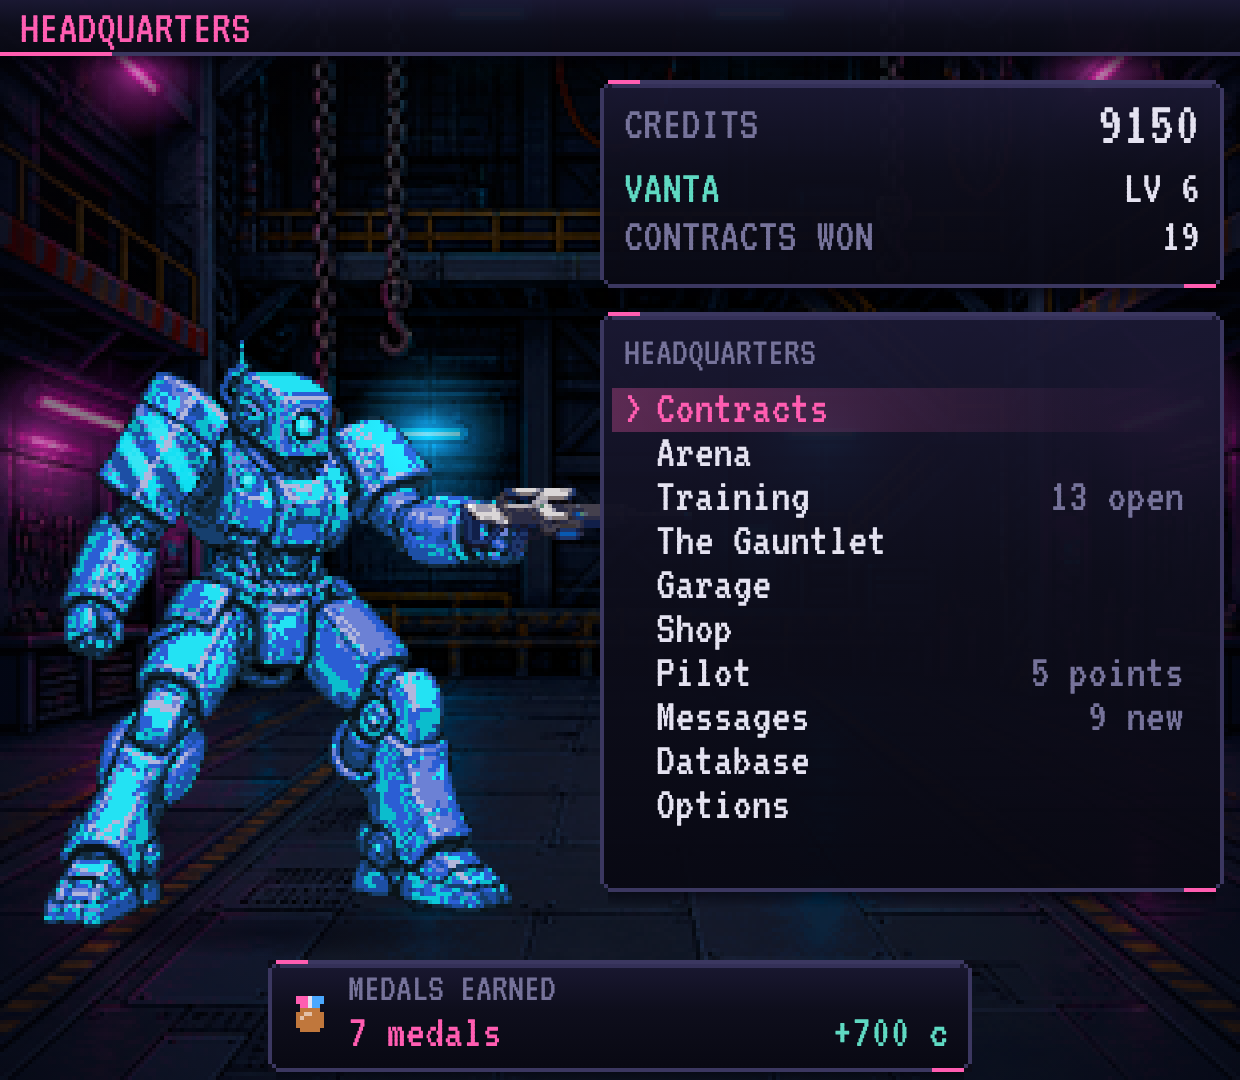 HEADQUARTERS
CREDITS 9150
VANTA LV 6
CONTRACTS WON 19
HEADQUARTERS
> Contracts
Arena
Training 13 open
The Gauntlet
Garage
Shop
Pilot 5 points
Messages 9 new
Database
Options
MEDALS EARNED
7 medals +700 c